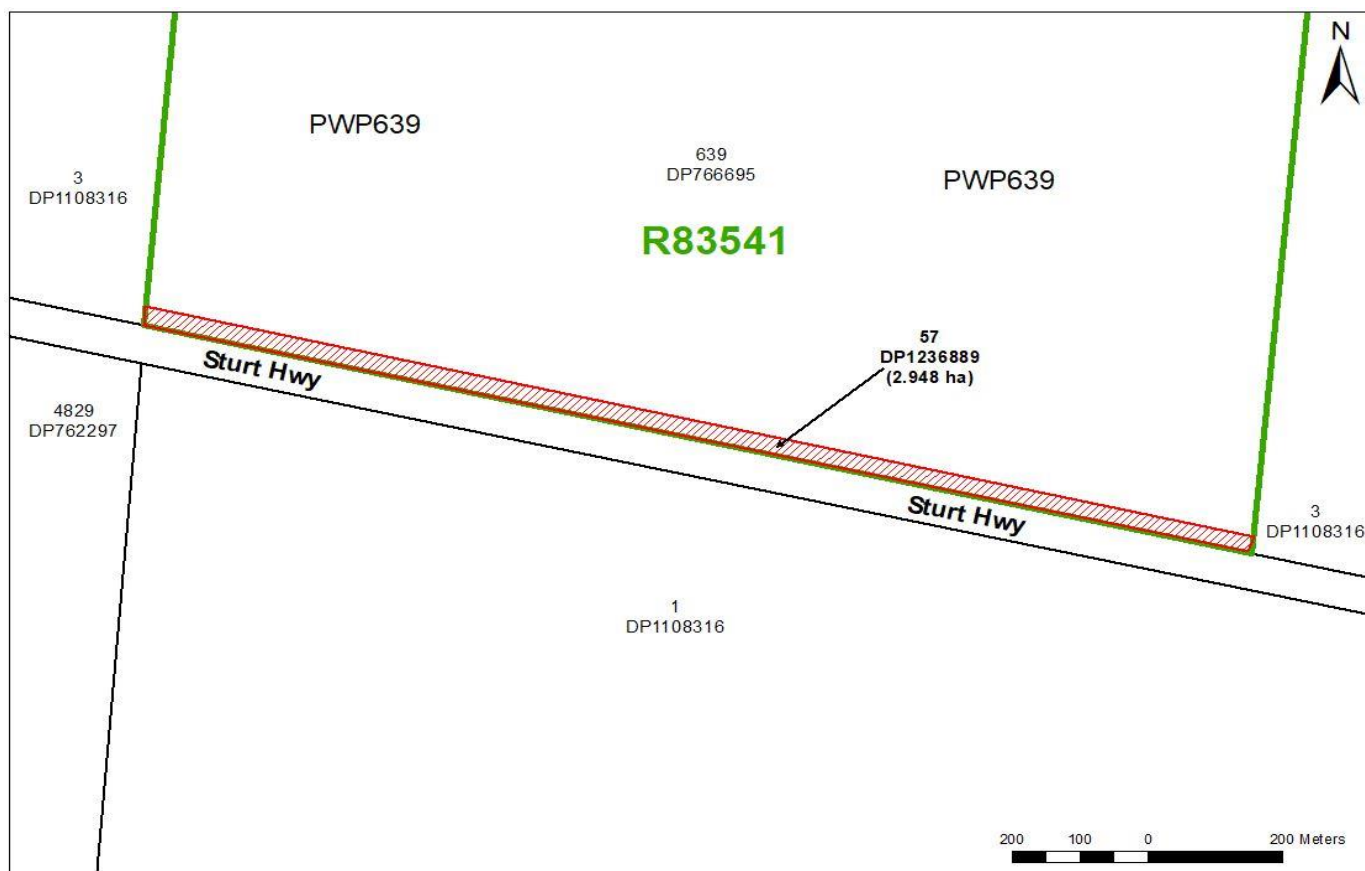 N
PWP639
639
DP766695
PWP639
3
DP1108316
R83541
57
DP1236889
(2.948 ha)
Sturt Hwy
4829
DP762297
Sturt Hwy
3
DP1108316
1
DP1108316
200 100 0 200 Meters